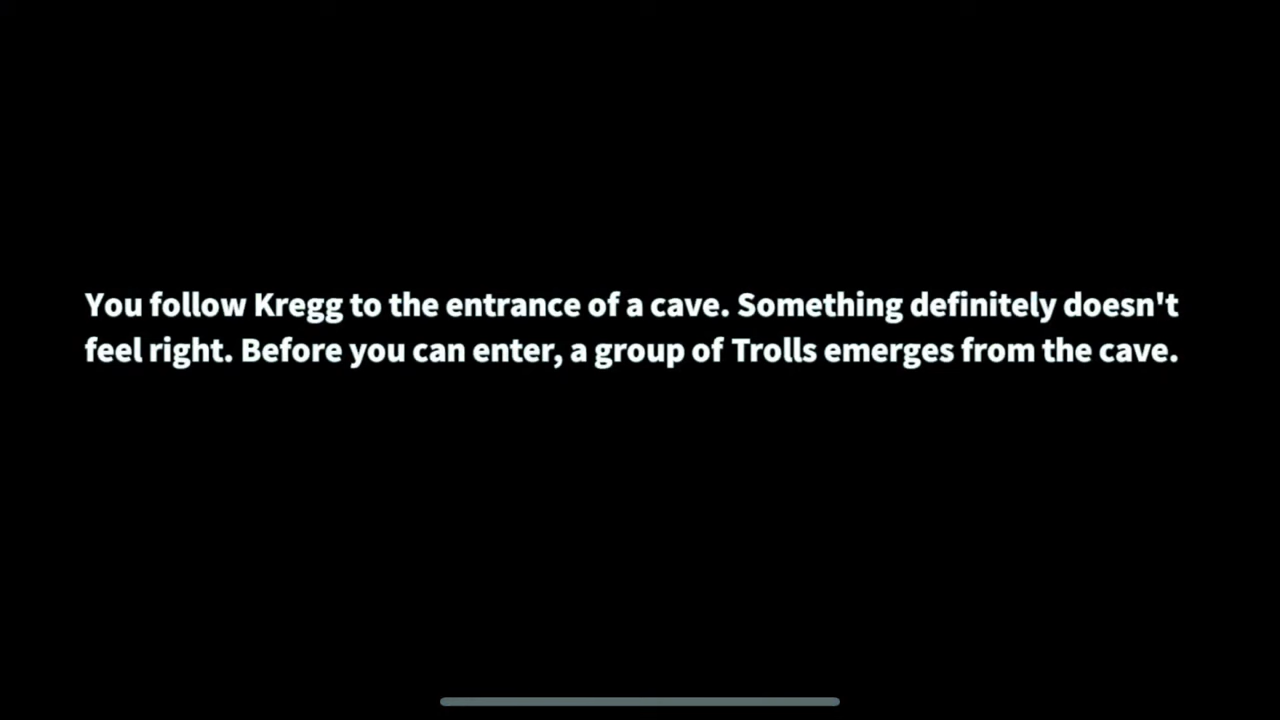 You follow Kregg to the entrance of a cave. Something definitely doesn't
feel right. Before you can enter, a group of Trolls emerges from the cave.